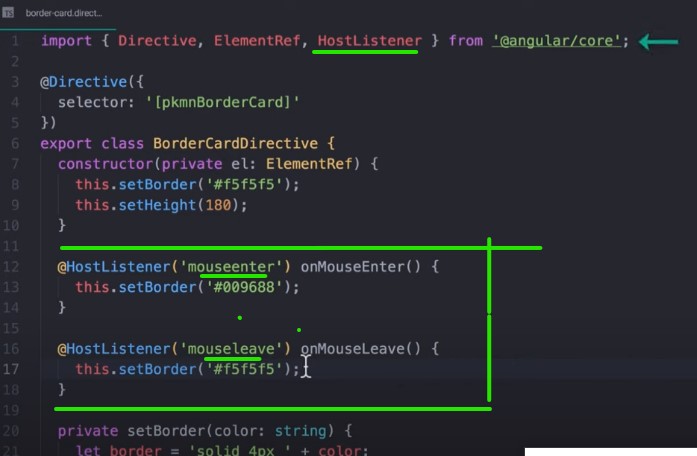 TS border-card.direct...
1 import { Directive, ElementRef, HostListener } from '@angular/core';
2
3 @Directive({
4 selector: '[pkmnBorderCard]'
5 })
6 export class BorderCardDirective {
7 constructor(private el: ElementRef) {
8 this.setBorder('#f5f5f5');
9 this.setHeight(180);
10 }
11
12 @HostListener('mouseenter') onMouseEnter() {
13 this.setBorder('#009688');
14 }
15
16 @HostListener('mouseleave') onMouseLeave() {
17 this.setBorder('#f5f5f5');
18 }
19
20 private setBorder(color: string) {
21 let border = 'solid 4px ' + color;